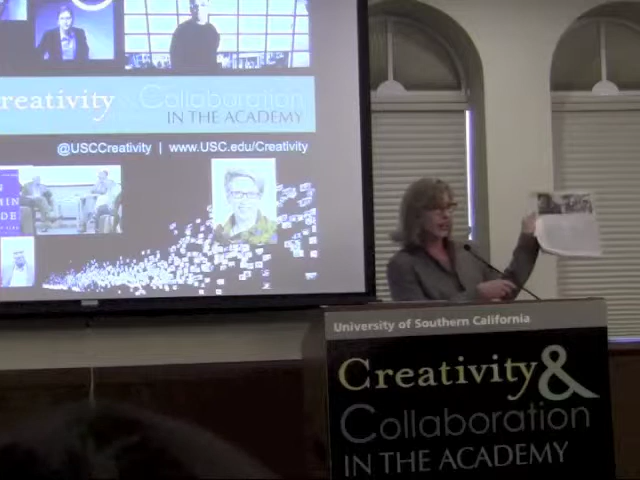 reativity Collaboration
IN THE ACADEMY
@USCCreativity | www.USC.edu/Creativity
University of Southern California
Creativity &
Collaboration
IN THE ACADEMY